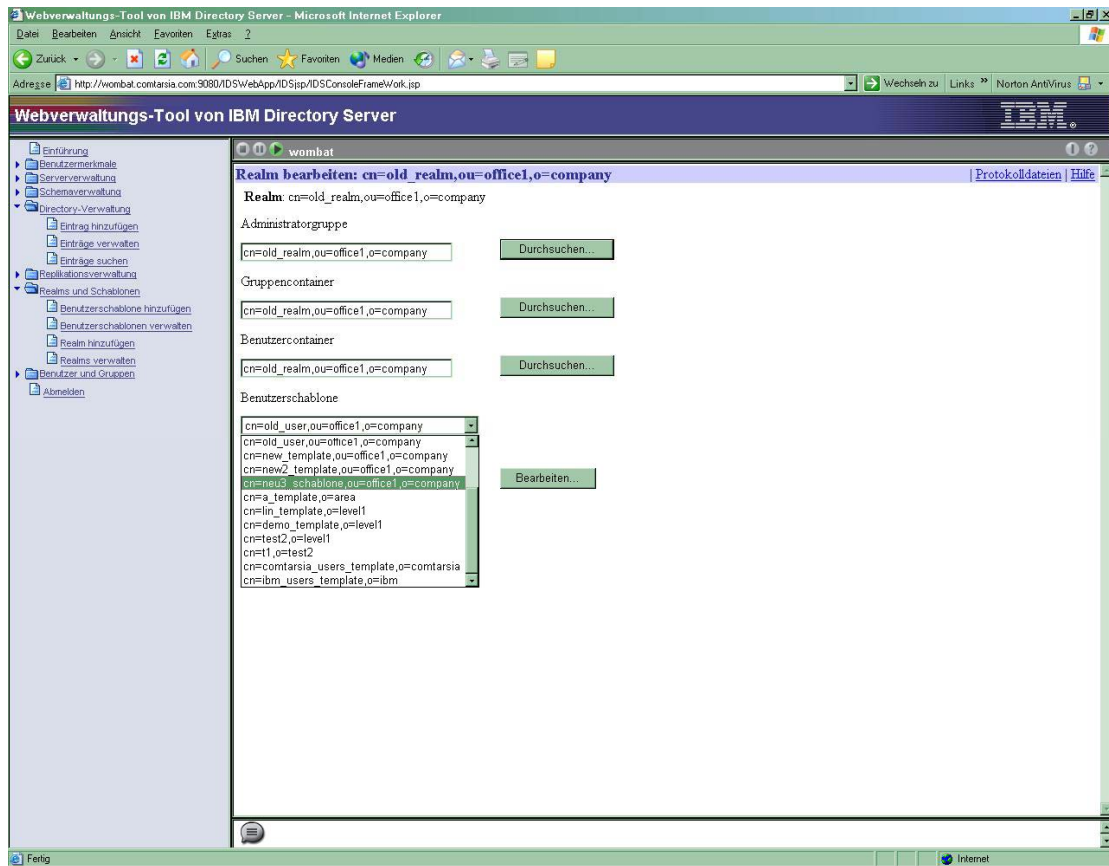 Webverwaltungs-Tool von IBM Directory Server - Microsoft Internet Explorer
Datei Bearbeiten Ansicht Favoriten Extras ?
Zurück Suchen Favoriten Medien
Adresse http://wombat.comtarsia.com:9080/IDSWebApp/IDSjsp/IDSConsoleFrameWork.jsp Wechseln zu Links » Norton AntiVirus
Webverwaltungs-Tool von IBM Directory Server IBM
Einführung
Benutzermerkmale
Serververwaltung
Schemaverwaltung
Directory-Verwaltung
Eintrag hinzufügen
Einträge verwalten
Einträge suchen
Replikationsverwaltung
Realms und Schablonen
Benutzerschablone hinzufügen
Benutzerschablonen verwalten
Realm hinzufügen
Realms verwalten
Benutzer und Gruppen
Abmelden
wombat
Realm bearbeiten: cn=old_realm,ou=office1,o=company | Protokolldateien | Hilfe
Realm: cn=old_realm,ou=office1,o=company
Administratorgruppe
cn=old_realm,ou=office1,o=company Durchsuchen...
Gruppencontainer
cn=old_realm,ou=office1,o=company Durchsuchen...
Benutzercontainer
cn=old_realm,ou=office1,o=company Durchsuchen...
Benutzerschablone
cn=old_user,ou=office1,o=company
cn=old_user,ou=office1,o=company
cn=new_template,ou=office1,o=company
cn=new2_template,ou=office1,o=company
cn=neu3_schablone,ou=office1,o=company Bearbeiten...
cn=a_template,o=area
cn=lin_template,o=level1
cn=demo_template,o=level1
cn=test2,o=level1
cn=t1,o=test2
cn=comtarsia_users_template,o=comtarsia
cn=ibm_users_template,o=ibm
Fertig Internet